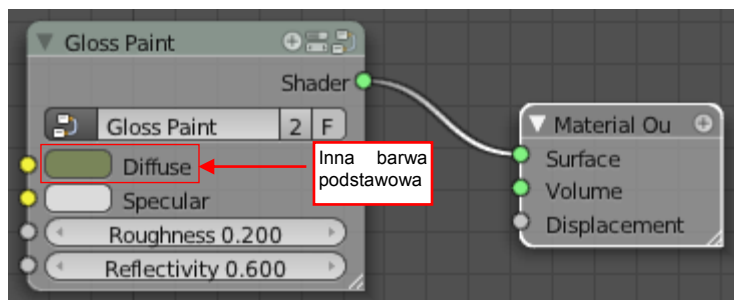 Gloss Paint
Shader
Gloss Paint 2 F
Diffuse
Specular
Roughness 0.200
Reflectivity 0.600
Inna barwa
podstawowa
Material Ou
Surface
Volume
Displacement